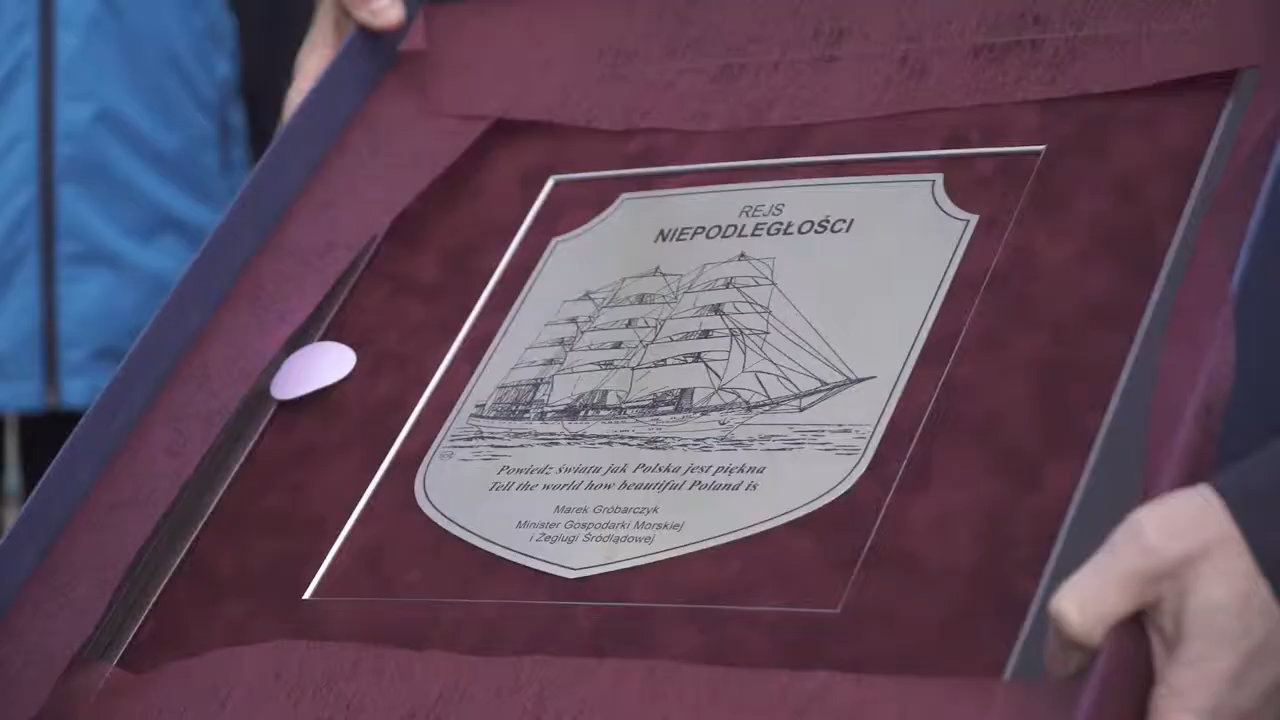 REJS
NIEPODLEGŁOŚCI
Powiedz światu jak Polska jest piękna
Tell the world how beautiful Poland is
Marek Gróbarczyk
Minister Gospodarki Morskiej
i Żeglugi Śródlądowej